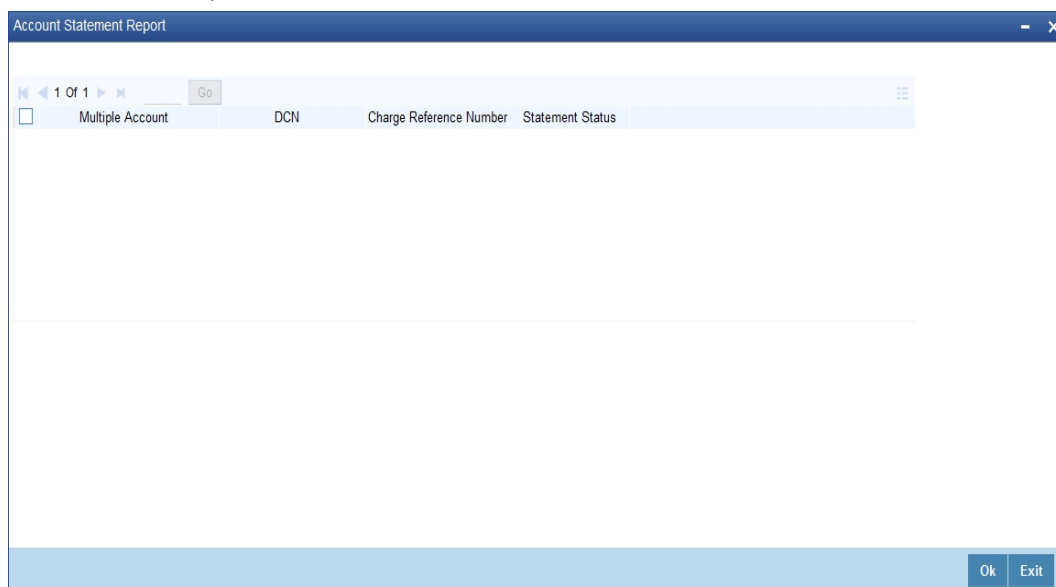 Account Statement Report
1 Of 1 Go
Multiple Account DCN Charge Reference Number Statement Status
Ok Exit